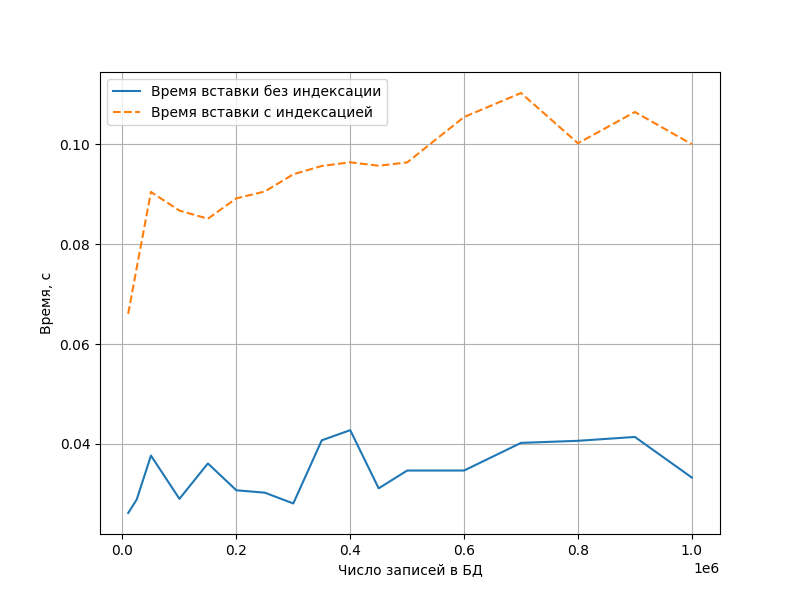 Время вставки без индексации
Время вставки с индексацией
0.10
0.08
0.06
0.04
Время, с
0.0 0.2 0.4 0.6 0.8 1.0
1e6
Число записей в БД